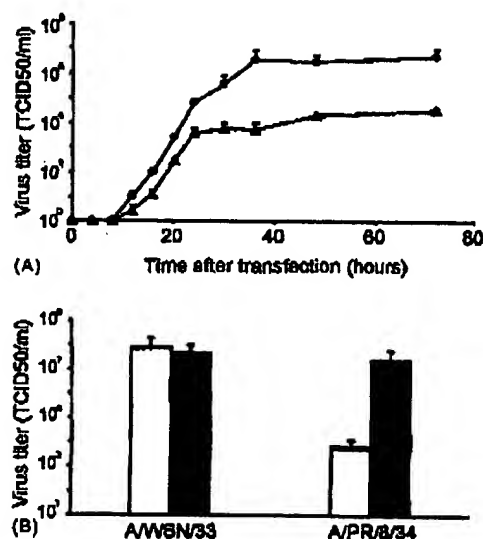 Virus titer (TCID50/ml)
0 20 40 60 80
(A) Time after transfection (hours)
Virus titer (TCID50/ml)
10⁷
(B) A/WSN/33 A/PR/8/34